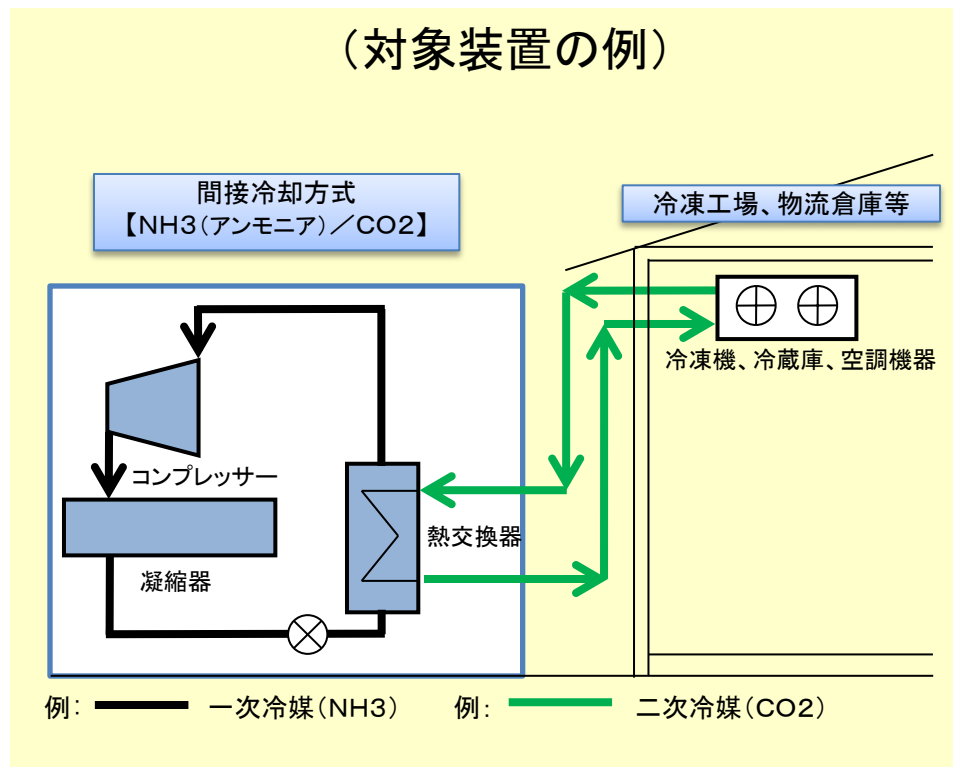 （対象装置の例）
間接冷却方式
【NH3（アンモニア）／CO2】
冷凍工場、物流倉庫等
冷凍機、冷蔵庫、空調機器
コンプレッサー
熱交換器
凝縮器
例： 一次冷媒（NH3） 例： 二次冷媒（CO2）